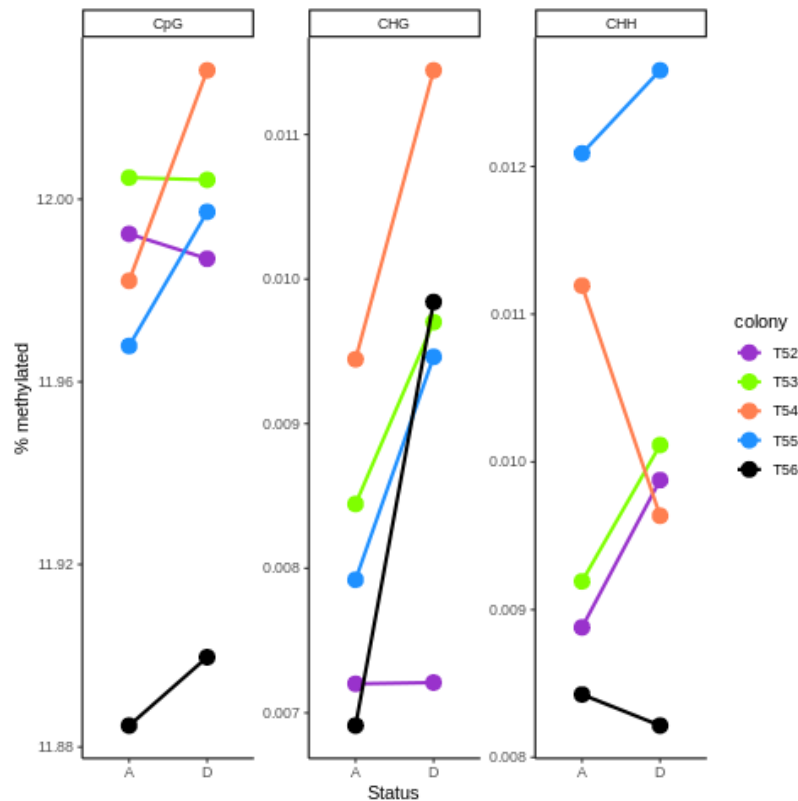 CpG
CHG
CHH
% methylated
12.00
11.96
11.92
11.88
0.011
0.010
0.009
0.008
0.007
0.012
0.011
0.010
0.009
0.008
A
D
A
D
A
D
Status
colony
T52
T53
T54
T55
T56